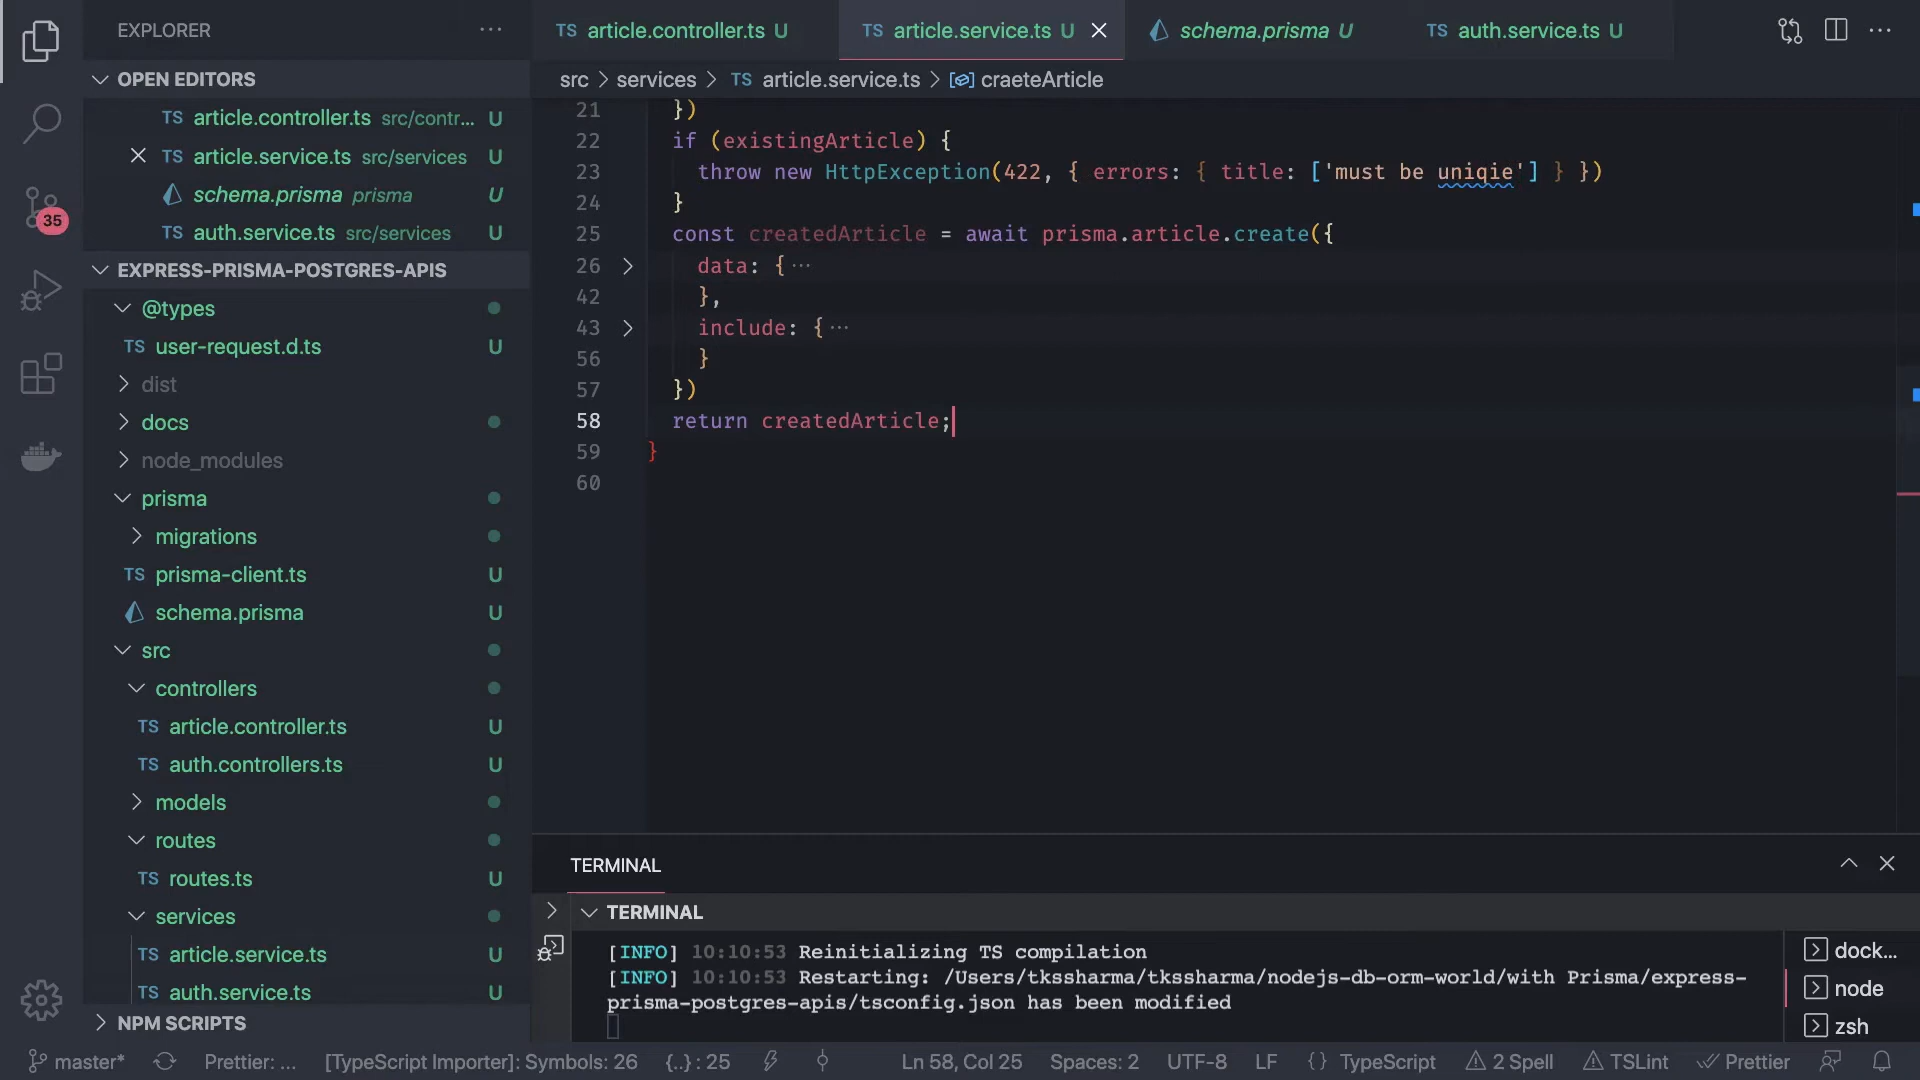 EXPLORER
TS article.controller.ts U
TS article.service.ts U
schema.prisma U
TS auth.service.ts U
OPEN EDITORS
src > services > TS article.service.ts > craeteArticle
TS article.controller.ts src/contr... U
TS article.service.ts src/services U
schema.prisma prisma U
TS auth.service.ts src/services U
35
EXPRESS-PRISMA-POSTGRES-APIS
@types
TS user-request.d.ts U
dist
docs
node_modules
prisma
migrations
TS prisma-client.ts U
schema.prisma U
src
controllers
TS article.controller.ts U
TS auth.controllers.ts U
models
routes
TS routes.ts U
services
TS article.service.ts U
TS auth.service.ts U
NPM SCRIPTS
21 })
22 if (existingArticle) {
23 throw new HttpException(422, { errors: { title: ['must be uniqie'] } })
24 }
25 const createdArticle = await prisma.article.create({
26 data: { ...
42 },
43 include: { ...
56 }
57 })
58 return createdArticle;
59 }
60
TERMINAL
TERMINAL
[INFO] 10:10:53 Reinitializing TS compilation
[INFO] 10:10:53 Restarting: /Users/tkssharma/tkssharma/nodejs-db-orm-world/with Prisma/express-
prisma-postgres-apis/tsconfig.json has been modified
dock...
node
zsh
master* Prettier: ... [TypeScript Importer]: Symbols: 26 {..} : 25 Ln 58, Col 25 Spaces: 2 UTF-8 LF {} TypeScript 2 Spell TSLint Prettier